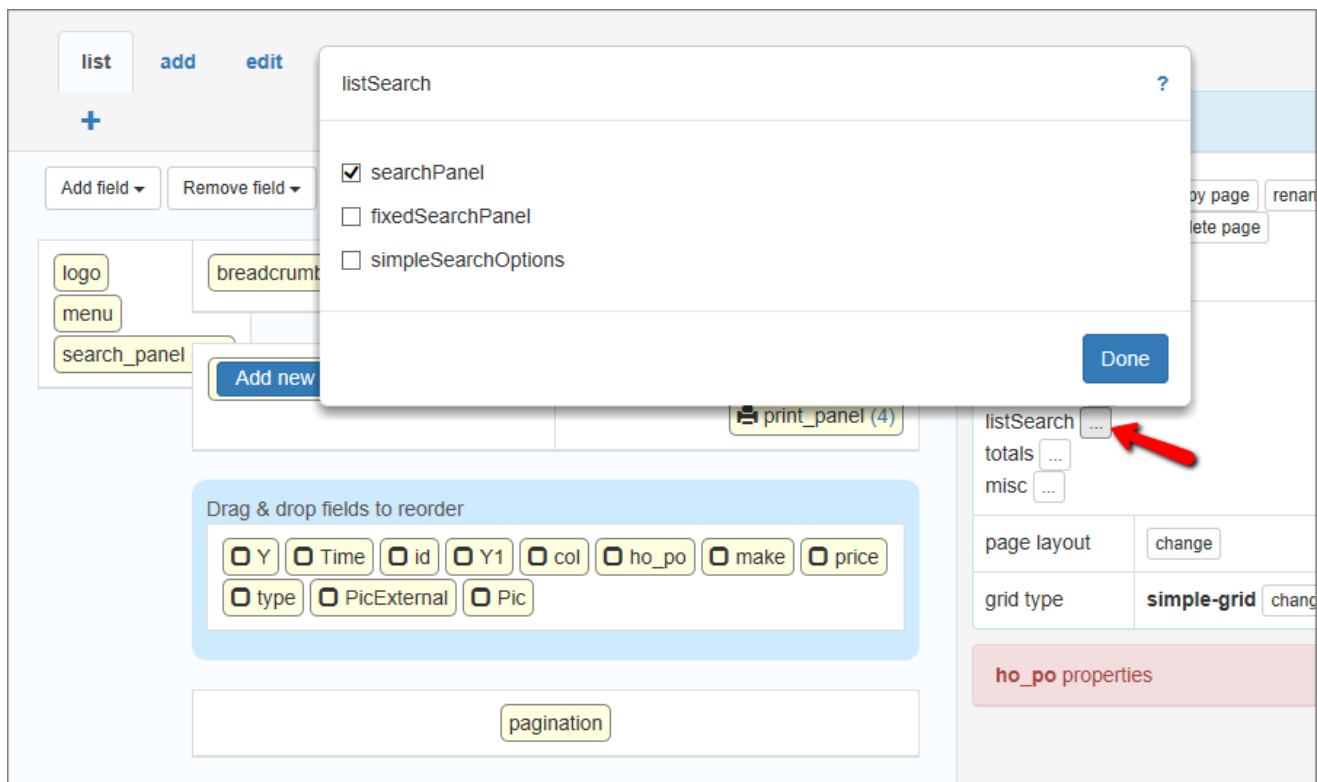 list add edit
+
listSearch ?
searchPanel
fixedSearchPanel
simpleSearchOptions
Done
Add field Remove field
logo
menu
search_panel
breadcrumb
Add new
print_panel (4)
Drag & drop fields to reorder
Y Time id Y1 col ho_po make price
type PicExternal Pic
pagination
py page renan
lete page
listSearch ...
totals ...
misc ...
page layout change
grid type simple-grid chang
ho_po properties